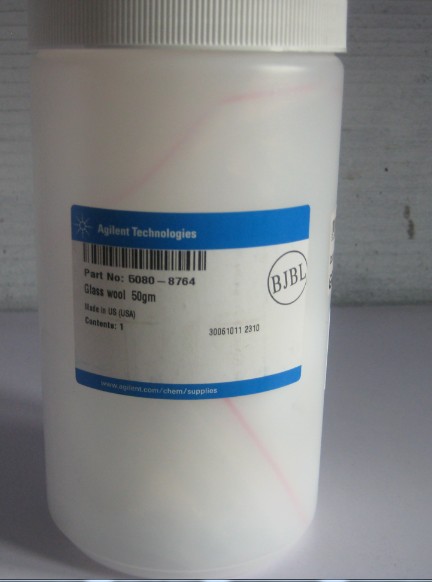 Agilent Technologies
Part No: 5080-8764
Glass wool 50gm
Made in US (USA)
Contents: 1
30051011 2310
BJBL
www.agilent.com/chem/supplies